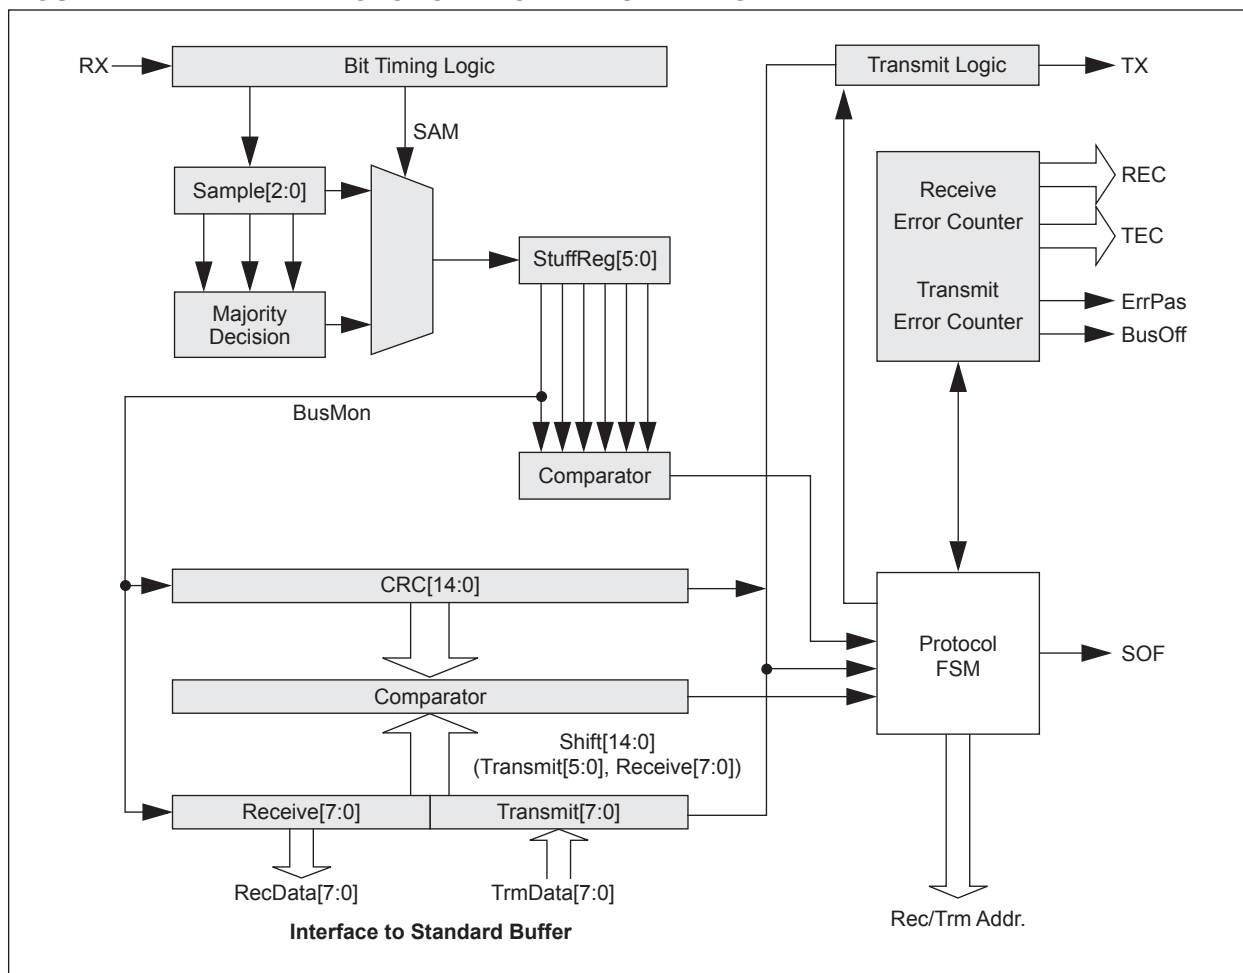 RX
Bit Timing Logic
Transmit Logic
TX
SAM
Sample[2:0]
Receive
Error Counter
REC
TEC
StuffReg[5:0]
Majority
Decision
Transmit
Error Counter
ErrPas
BusOff
BusMon
Comparator
CRC[14:0]
Protocol
FSM
SOF
Comparator
Shift[14:0]
(Transmit[5:0], Receive[7:0])
Receive[7:0]
Transmit[7:0]
RecData[7:0]
TrmData[7:0]
Interface to Standard Buffer
Rec/Trm Addr.